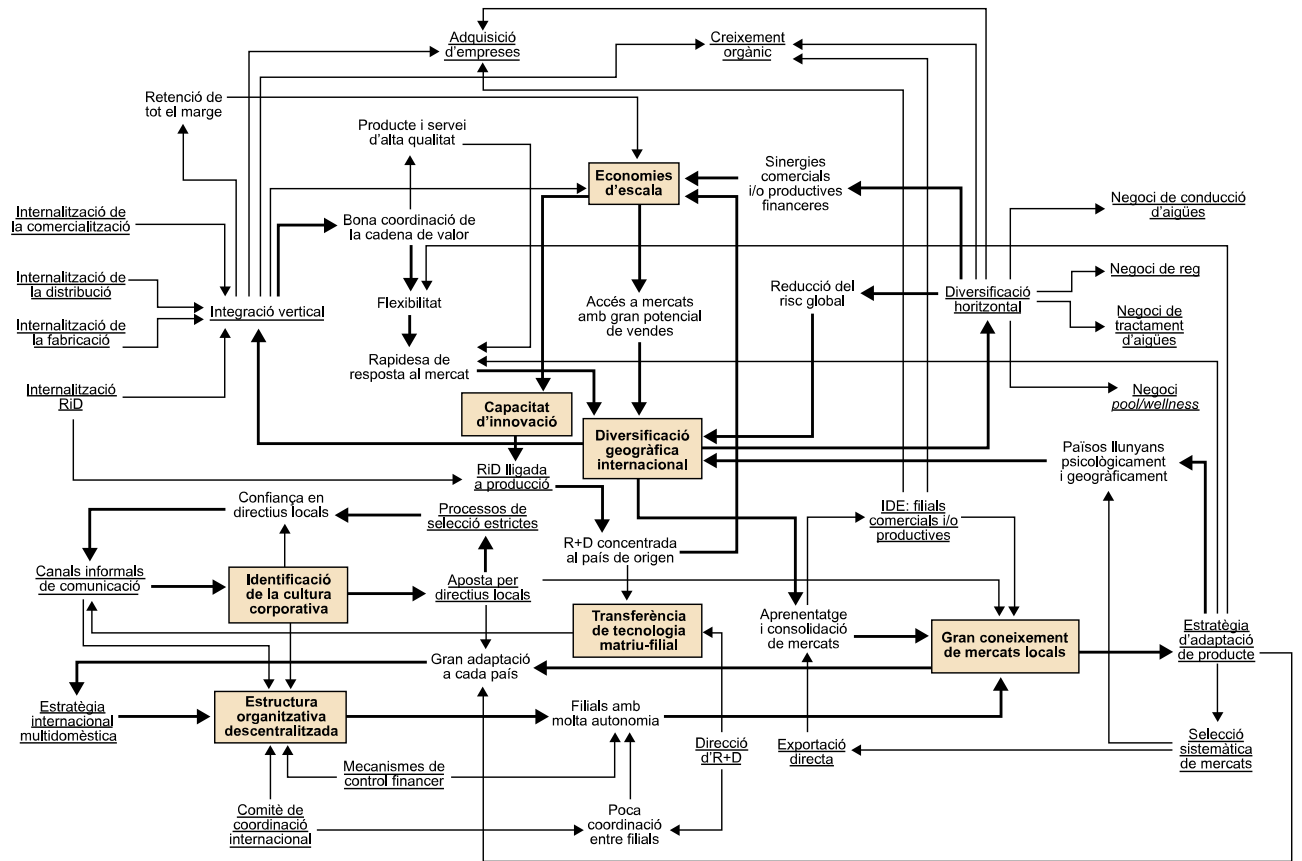 Adquisició
d'empreses
Creixement
orgànic
Retenció de
tot el marge
Producte i servei
d'alta qualitat
Economies
d'escala
Sinergies
comercials
i/o productives
financeres
Negoci de conducció
d'aigües
Internalització de
la comercialització
Bona coordinació de
la cadena de valor
Internalització de
la distribució
Negoci de reg
Integració vertical
Flexibilitat
Accés a mercats
amb gran potencial
de vendes
Reducció del
risc global
Diversificació
horitzontal
Internalització de
la fabricació
Negoci de
tractament
d'aigües
Rapidesa de
resposta al mercat
Internalització
RiD
Negoci
pool/wellness
Capacitat
d'innovació
Diversificació
geogràfica
internacional
Països llunyans
psicològicament
i geogràficament
RiD lligada
a producció
Confiança en
directius locals
Processos de
selecció estrictes
IDE: filials
comercials i/o
productives
R+D concentrada
al país de origen
Canals informals
de comunicació
Identificació
de la cultura
corporativa
Aposta per
directius locals
Transferència
de tecnologia
matriu-filial
Aprenentatge
i consolidació
de mercats
Gran coneixement
de mercats locals
Estratègia
d'adaptació
de producte
Gran adaptació
a cada país
Estratègia
internacional
multidomèstica
Estructura
organitzativa
descentralitzada
Filials amb
molta autonomia
Direcció
d'R+D
Exportació
directa
Selecció
sistemàtica
de mercats
Mecanismes de
control financer
Comitè de
coordinació
internacional
Poca
coordinació
entre filials